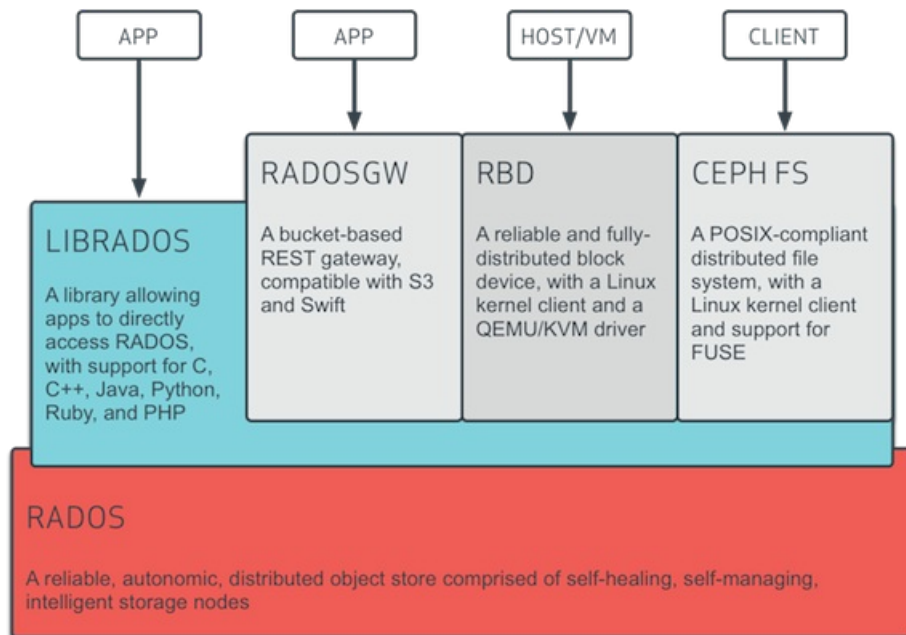 APP
APP
HOST/VM
CLIENT
LIBRADOS
A library allowing
apps to directly
access RADOS,
with support for C,
C++, Java, Python,
Ruby, and PHP
RADOSGW
A bucket-based
REST gateway,
compatible with S3
and Swift
RBD
A reliable and fully-
distributed block
device, with a Linux
kernel client and a
QEMU/KVM driver
CEPH FS
A POSIX-compliant
distributed file
system, with a
Linux kernel client
and support for
FUSE
RADOS
A reliable, autonomic, distributed object store comprised of self-healing, self-managing,
intelligent storage nodes